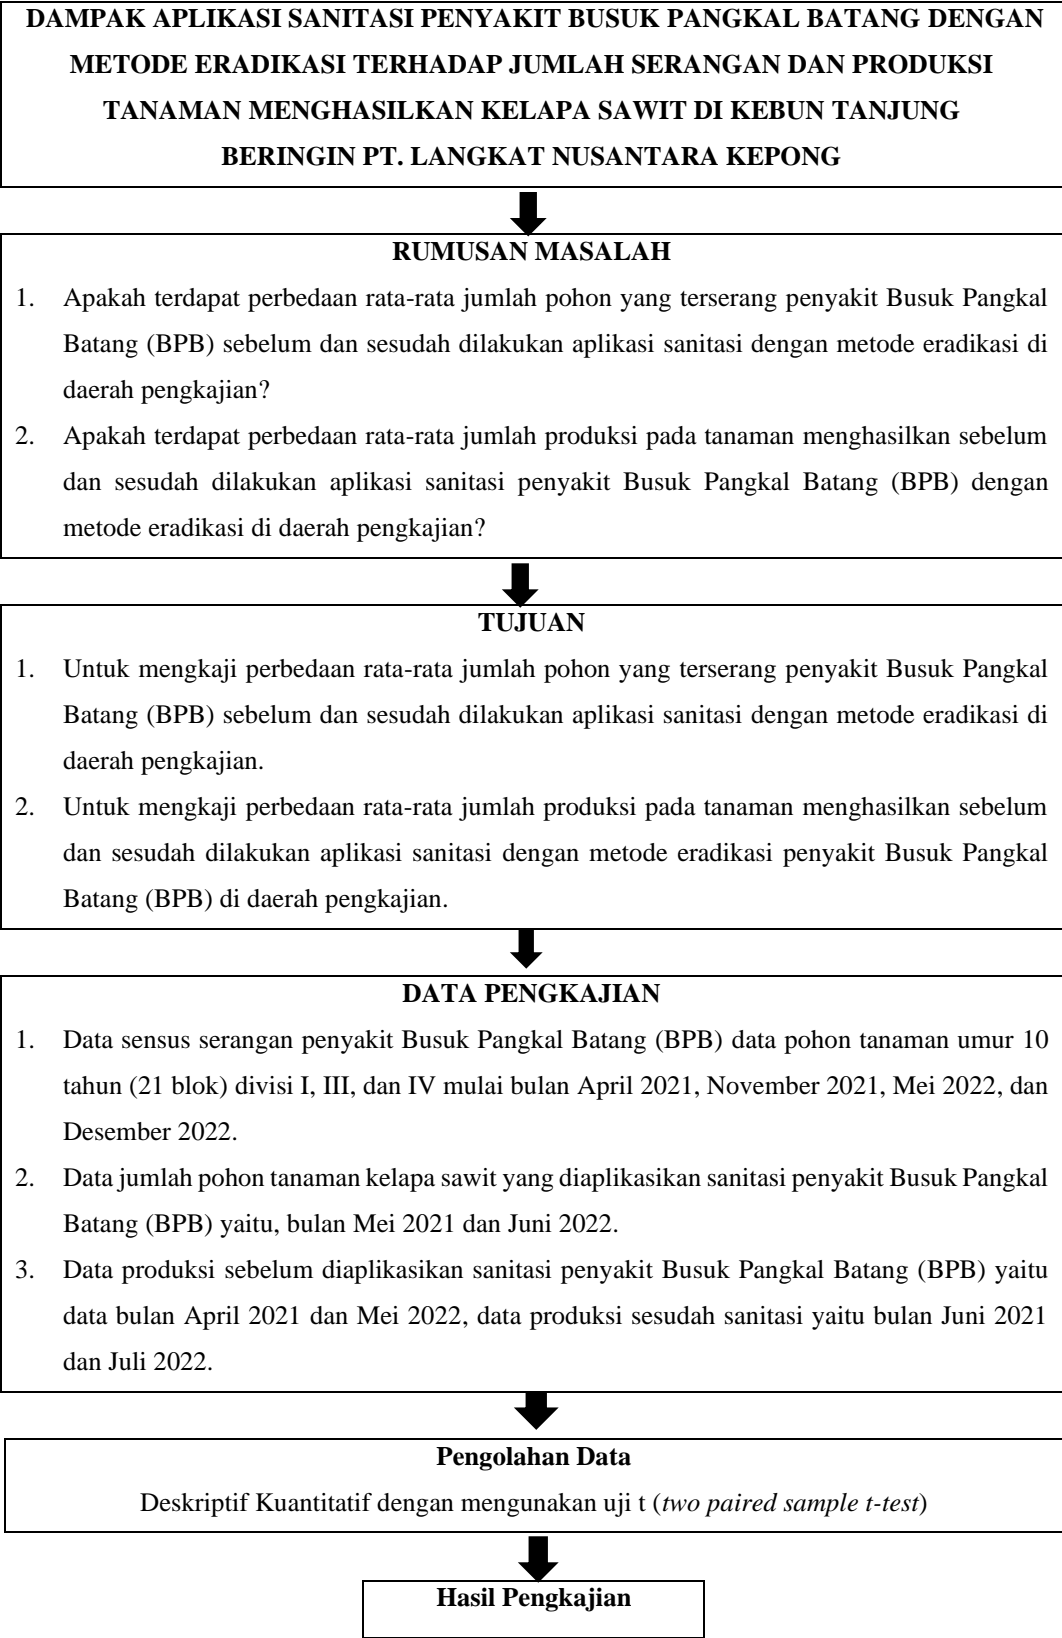 DAMPAK APLIKASI SANITASI PENYAKIT BUSUK PANGKAL BATANG DENGAN
METODE ERADIKASI TERHADAP JUMLAH SERANGAN DAN PRODUKSI
TANAMAN MENGHASILKAN KELAPA SAWIT DI KEBUN TANJUNG
BERINGIN PT. LANGKAT NUSANTARA KEPONG
RUMUSAN MASALAH
1. Apakah terdapat perbedaan rata-rata jumlah pohon yang terserang penyakit Busuk Pangkal
Batang (BPB) sebelum dan sesudah dilakukan aplikasi sanitasi dengan metode eradikasi di
daerah pengkajian?
2. Apakah terdapat perbedaan rata-rata jumlah produksi pada tanaman menghasilkan sebelum
dan sesudah dilakukan aplikasi sanitasi penyakit Busuk Pangkal Batang (BPB) dengan
metode eradikasi di daerah pengkajian?
TUJUAN
1. Untuk mengkaji perbedaan rata-rata jumlah pohon yang terserang penyakit Busuk Pangkal
Batang (BPB) sebelum dan sesudah dilakukan aplikasi sanitasi dengan metode eradikasi di
daerah pengkajian.
2. Untuk mengkaji perbedaan rata-rata jumlah produksi pada tanaman menghasilkan sebelum
dan sesudah dilakukan aplikasi sanitasi dengan metode eradikasi penyakit Busuk Pangkal
Batang (BPB) di daerah pengkajian.
DATA PENGKAJIAN
1. Data sensus serangan penyakit Busuk Pangkal Batang (BPB) data pohon tanaman umur 10
tahun (21 blok) divisi I, III, dan IV mulai bulan April 2021, November 2021, Mei 2022, dan
Desember 2022.
2. Data jumlah pohon tanaman kelapa sawit yang diaplikasikan sanitasi penyakit Busuk Pangkal
Batang (BPB) yaitu, bulan Mei 2021 dan Juni 2022.
3. Data produksi sebelum diaplikasikan sanitasi penyakit Busuk Pangkal Batang (BPB) yaitu
data bulan April 2021 dan Mei 2022, data produksi sesudah sanitasi yaitu bulan Juni 2021
dan Juli 2022.
Pengolahan Data
Deskriptif Kuantitatif dengan mengunakan uji t (two paired sample t-test)
Hasil Pengkajian